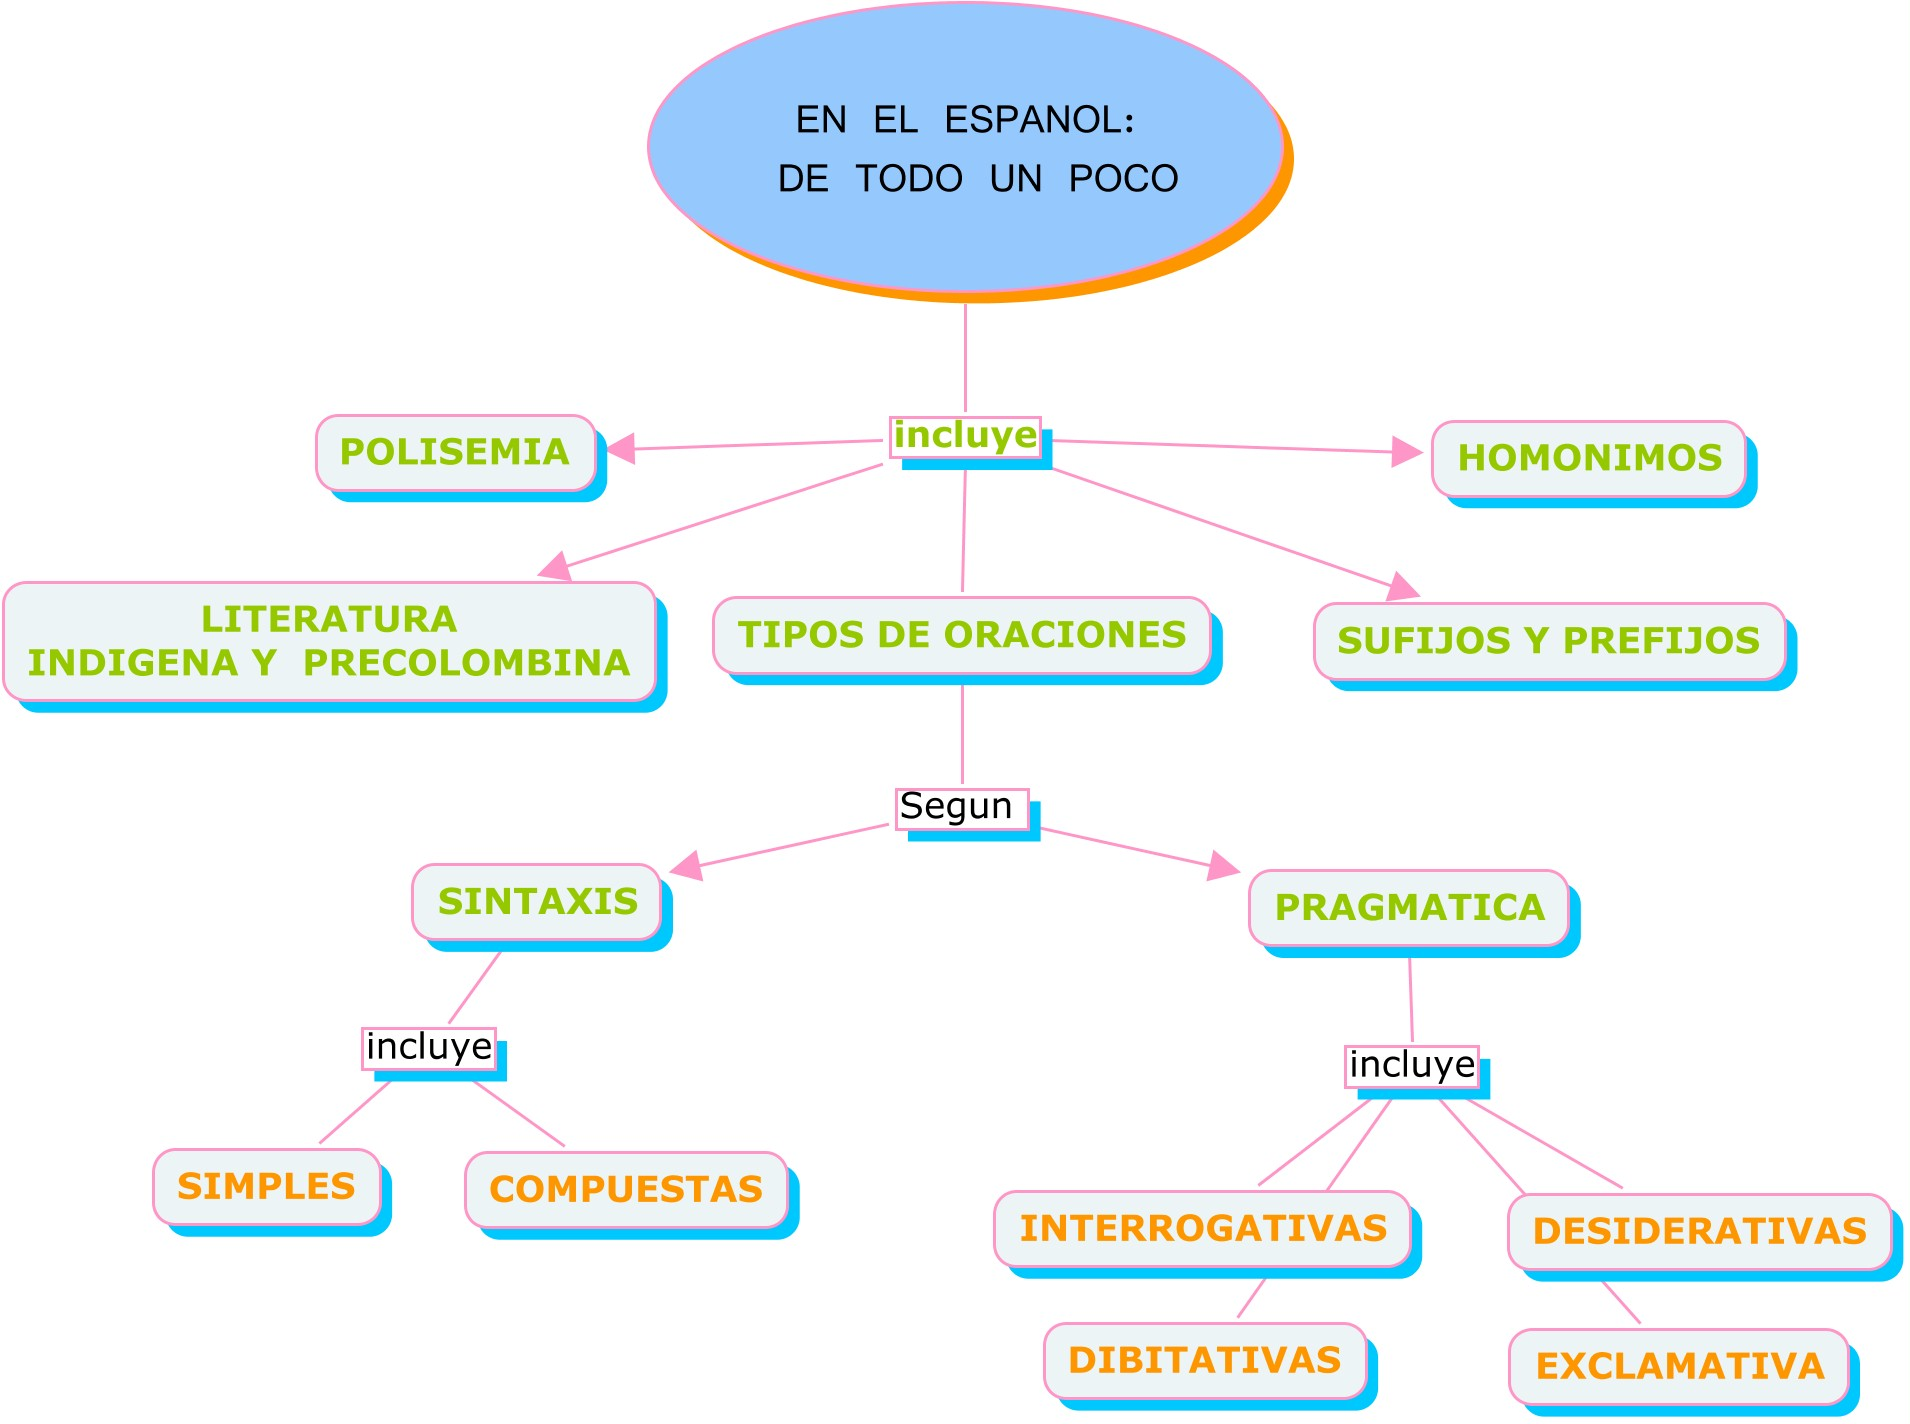 EN EL ESPANOL:
DE TODO UN POCO
incluye
POLISEMIA
HOMONIMOS
LITERATURA
INDIGENA Y PRECOLOMBINA
TIPOS DE ORACIONES
SUFIJOS Y PREFIJOS
Segun
SINTAXIS
PRAGMATICA
incluye
incluye
SIMPLES
COMPUESTAS
INTERROGATIVAS
DESIDERATIVAS
DIBITATIVAS
EXCLAMATIVA